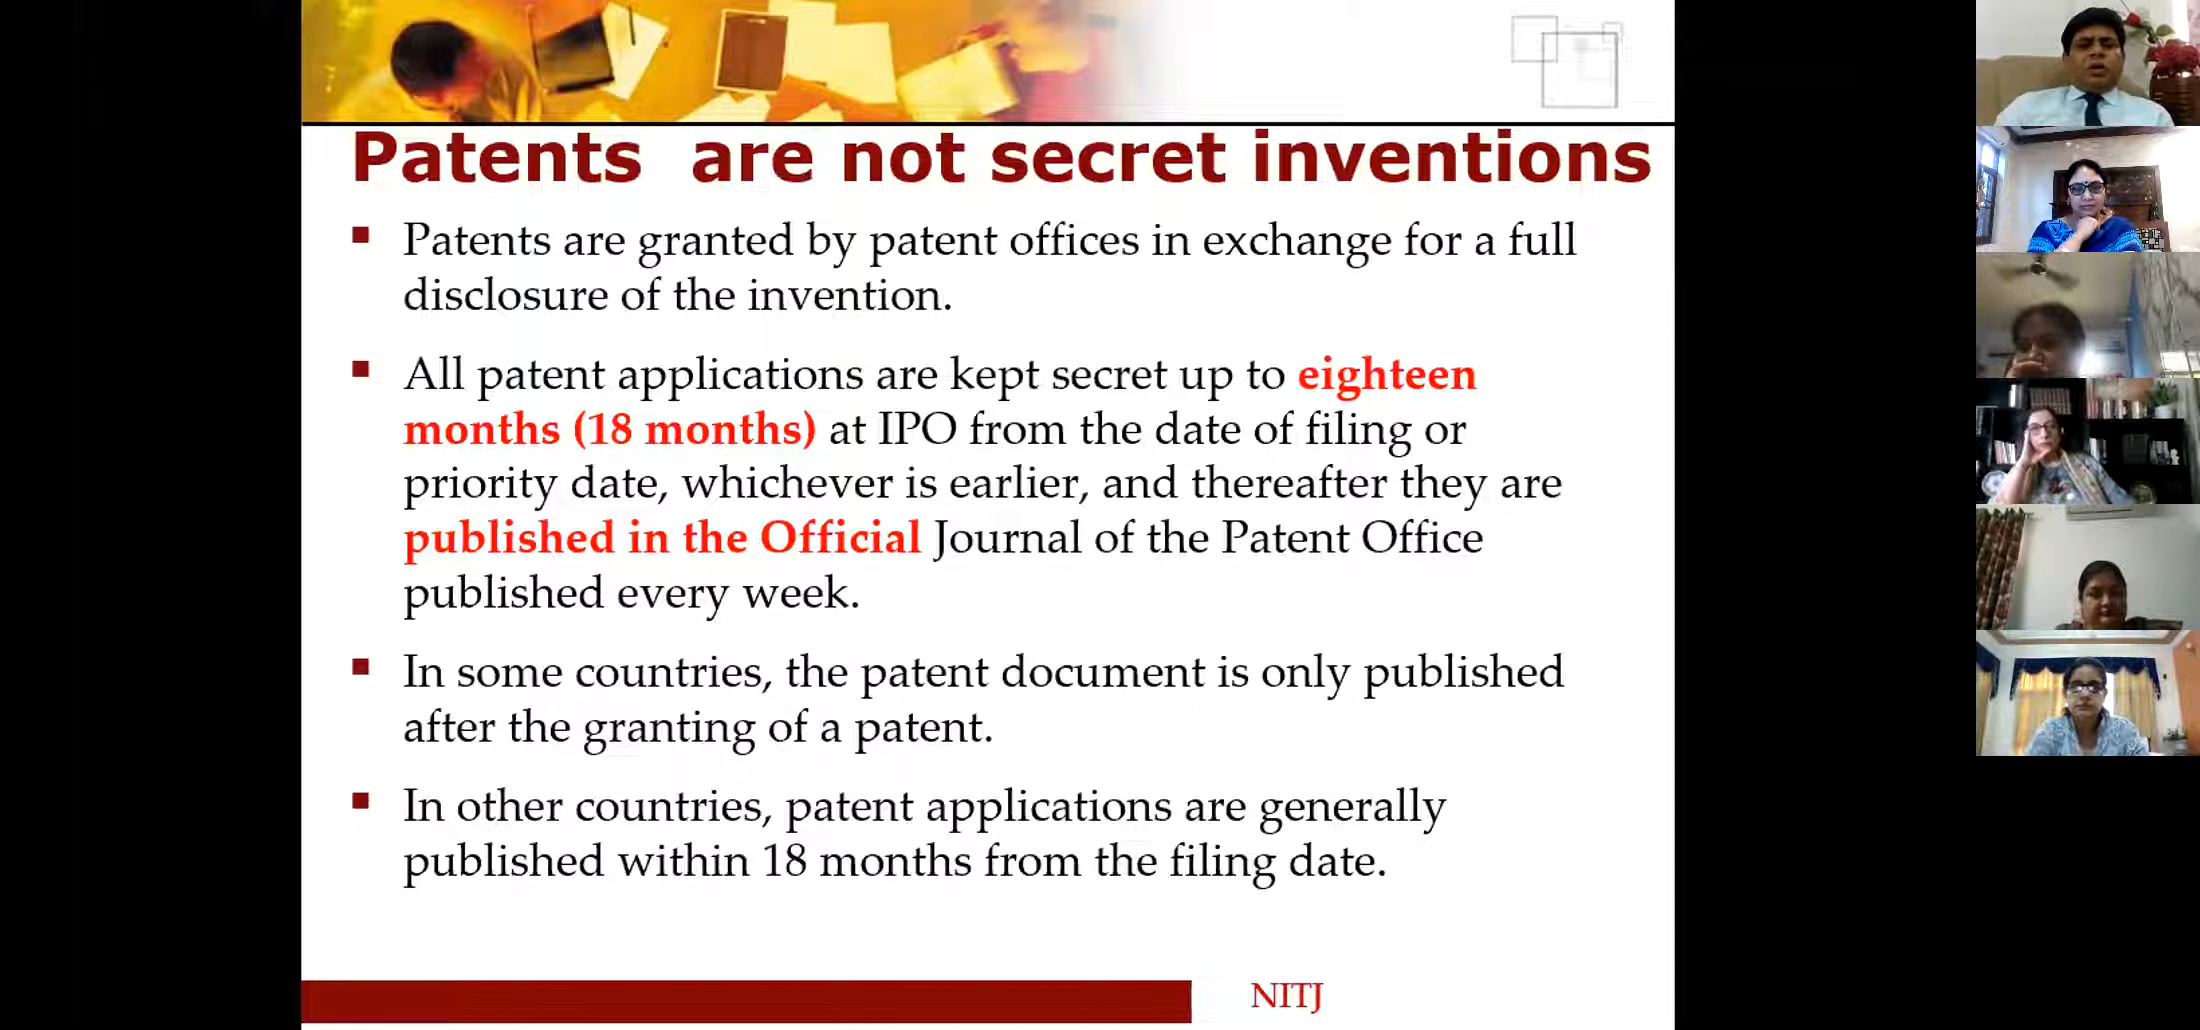 Patents are not secret inventions
▪ Patents are granted by patent offices in exchange for a full
disclosure of the invention.
▪ All patent applications are kept secret up to eighteen
months (18 months) at IPO from the date of filing or
priority date, whichever is earlier, and thereafter they are
published in the Official Journal of the Patent Office
published every week.
▪ In some countries, the patent document is only published
after the granting of a patent.
▪ In other countries, patent applications are generally
published within 18 months from the filing date.
NITJ